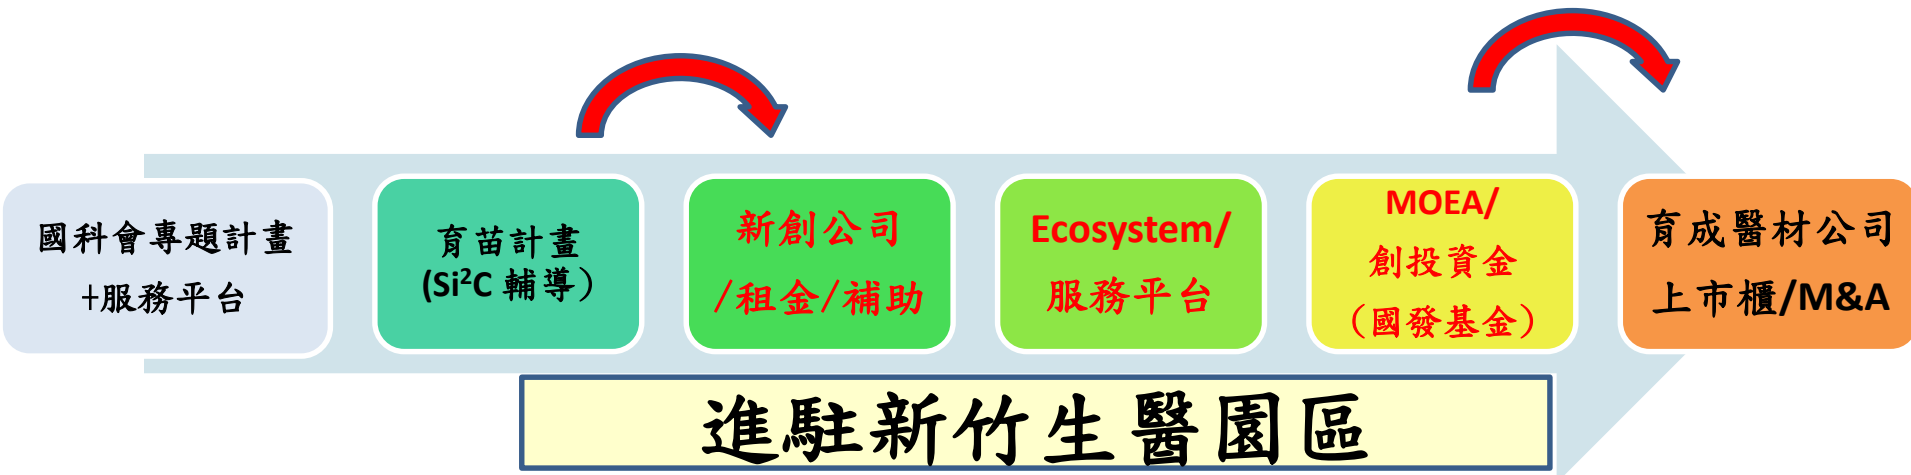 國科會專題計畫
+服務平台
育苗計畫
(Si²C 輔導）
新創公司
/租金/補助
Ecosystem/
服務平台
MOEA/
創投資金
（國發基金）
育成醫材公司
上市櫃/M&A
進駐新竹生醫園區